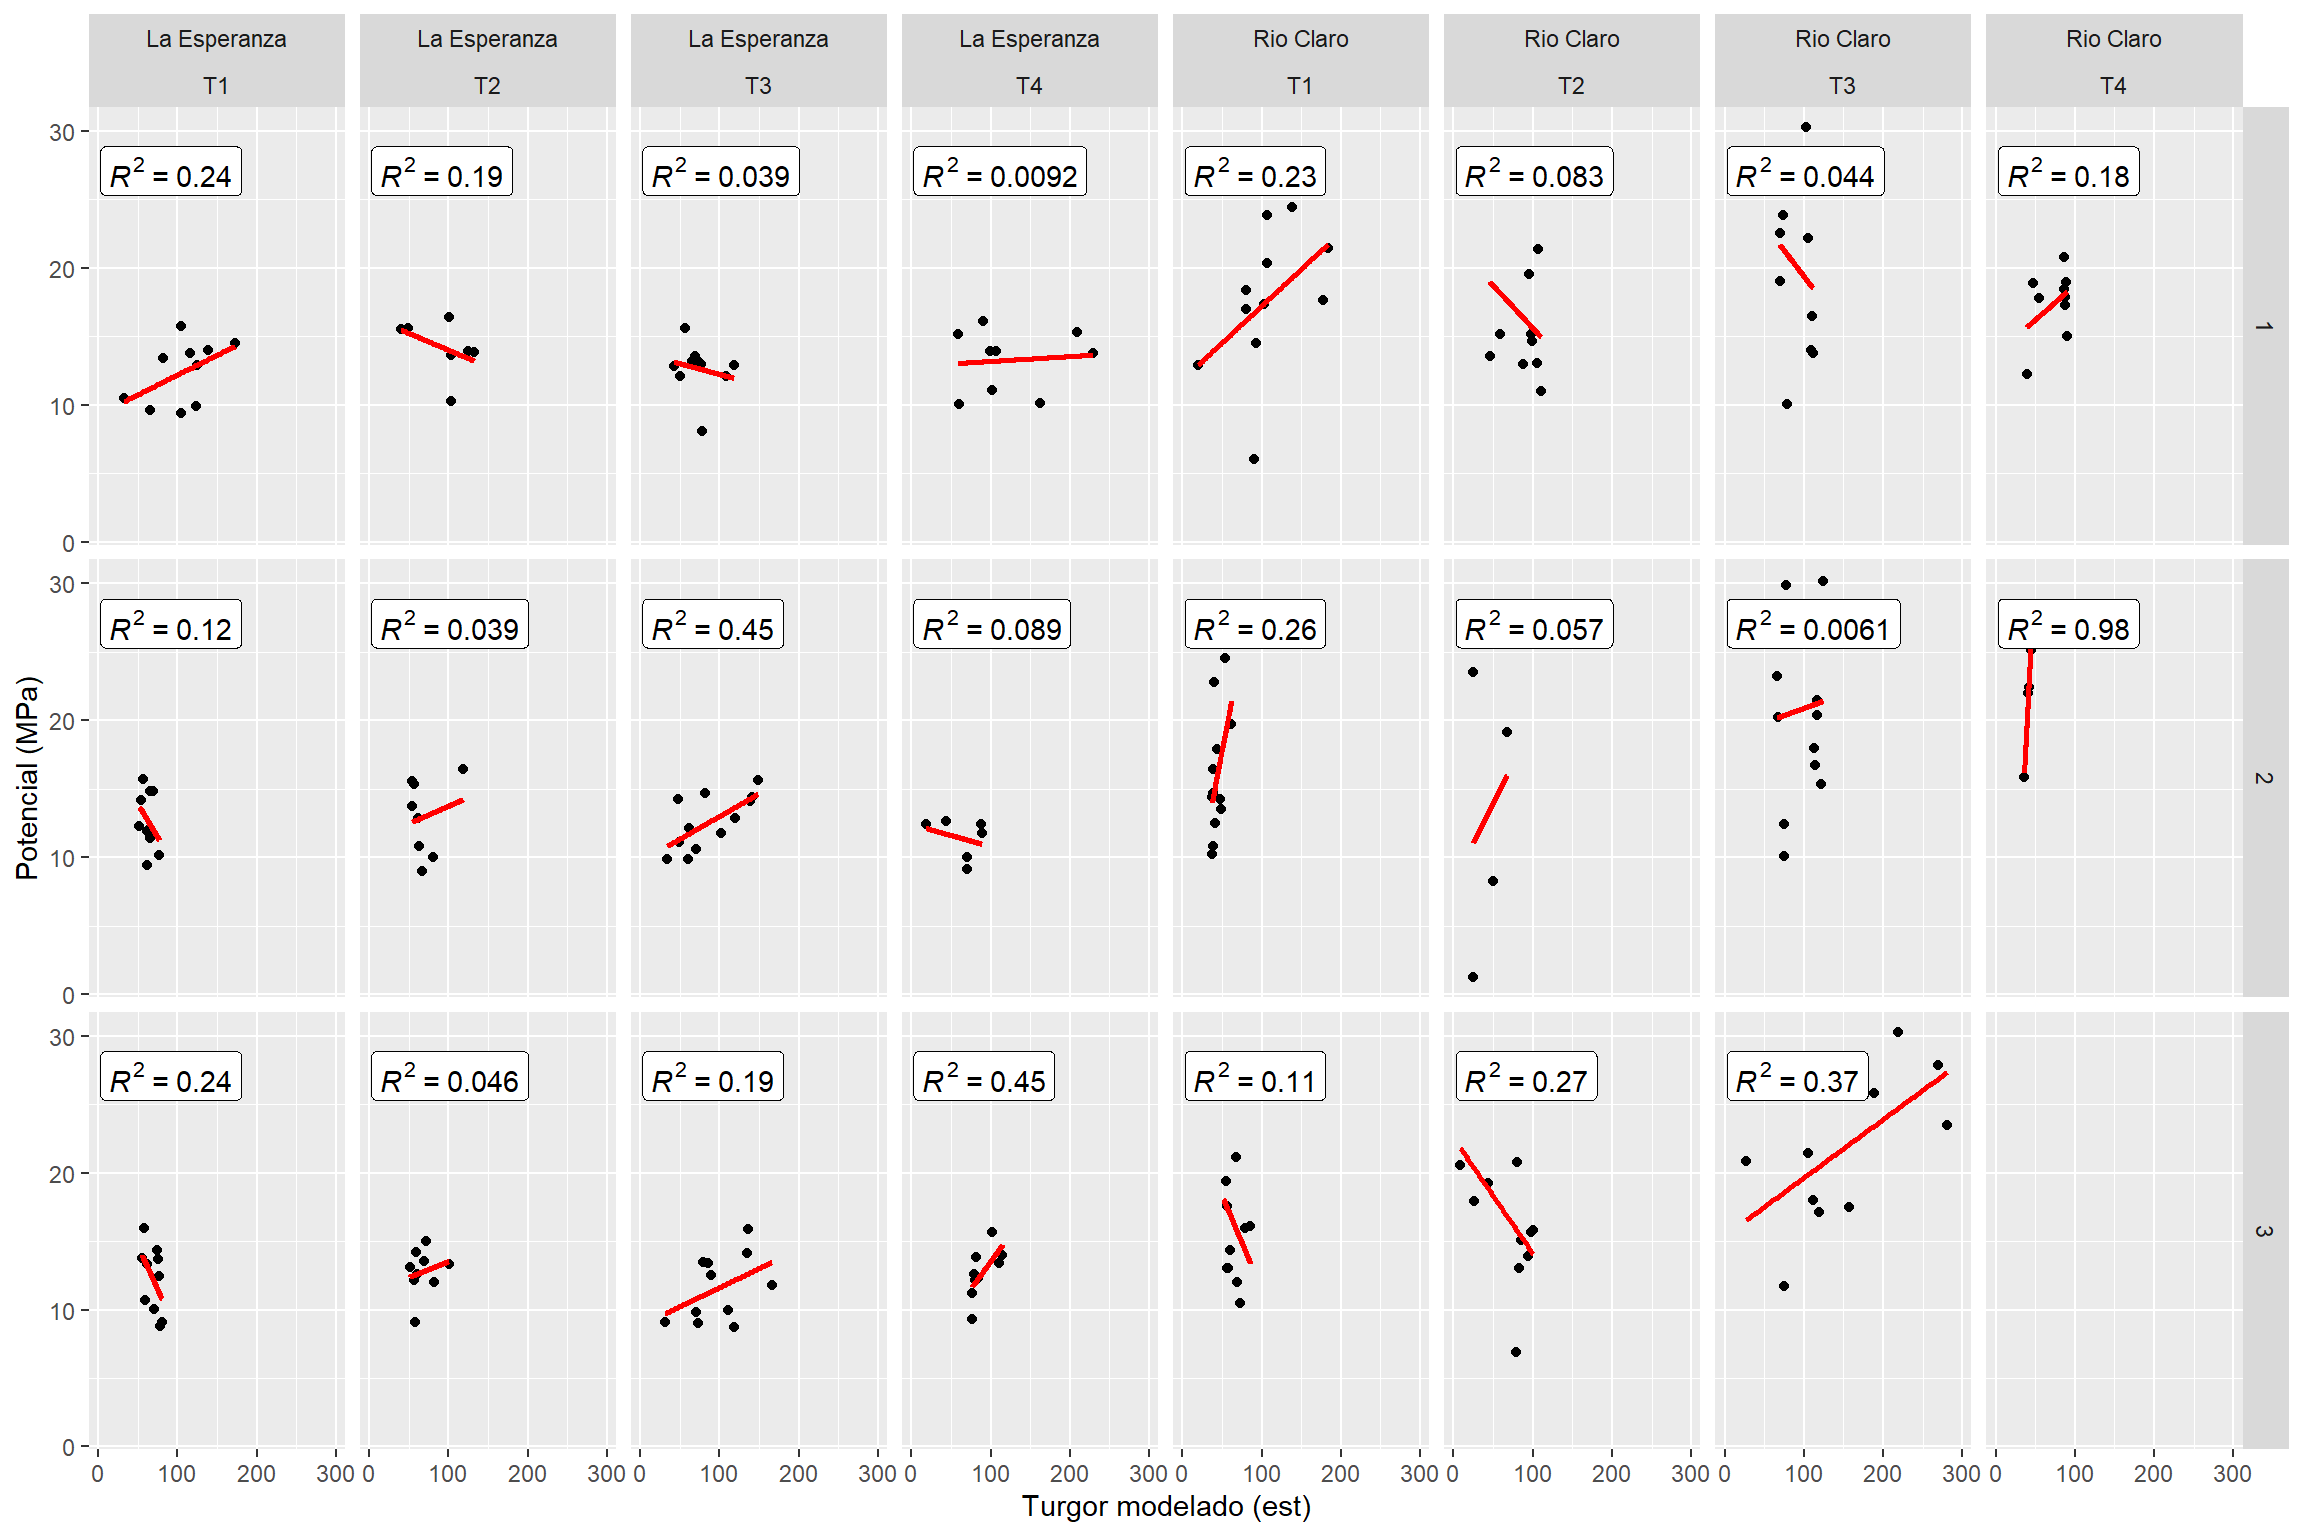 La Esperanza La Esperanza La Esperanza La Esperanza Rio Claro Rio Claro Rio Claro Rio Claro
T1 T2 T3 T4 T1 T2 T3 T4
30
R² = 0.24 R² = 0.19 R² = 0.039 R² = 0.0092 R² = 0.23 R² = 0.083 R² = 0.044 R² = 0.18
20
1
10
0
30
R² = 0.12 R² = 0.039 R² = 0.45 R² = 0.089 R² = 0.26 R² = 0.057 R² = 0.0061 R² = 0.98
20
Potencial (MPa)
2
10
0
30
R² = 0.24 R² = 0.046 R² = 0.19 R² = 0.45 R² = 0.11 R² = 0.27 R² = 0.37
20
3
10
0
0 100 200 300 0 100 200 300 0 100 200 300 0 100 200 300 0 100 200 300 0 100 200 300 0 100 200 300 0 100 200 300
Turgor modelado (est)